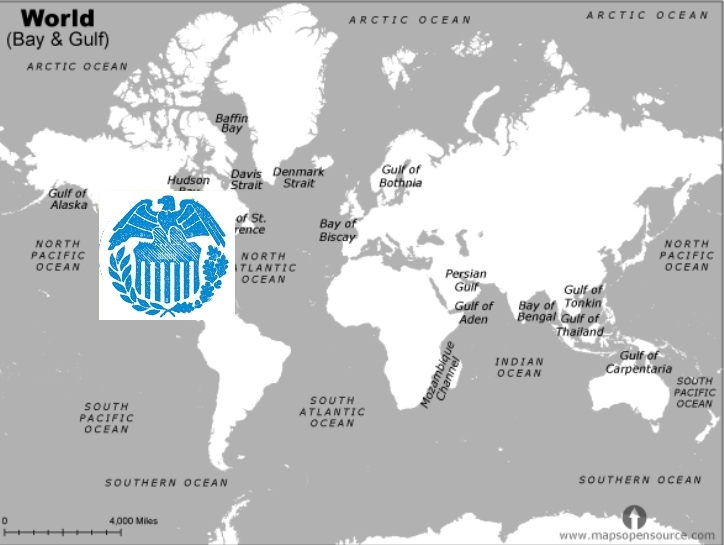 World
(Bay & Gulf)
ARCTIC OCEAN
ARCTIC OCEAN
ARCTIC OCEAN
Baffin
Bay
Hudson
Davis
Strait
Denmark
Strait
Gulf of
Bothnia
Gulf of
Alaska
of St.
Bay of
Biscay
NORTH
PACIFIC
OCEAN
NORTH
ATLANTIC
OCEAN
NORTH
PACIFIC
OCEAN
Persian
Gulf
Gulf of
Aden
Bay of
Bengal
Gulf of
Tonkin
Gulf of
Thailand
Mozambique
Channel
INDIAN
OCEAN
Gulf of
Carpentaria
SOUTH
PACIFIC
OCEAN
SOUTH
ATLANTIC
OCEAN
SOUTH
PACIFIC
OCEAN
SOUTHERN OCEAN
SOUTHERN OCEAN
0 4,000 Miles
www.mapsopensource.com